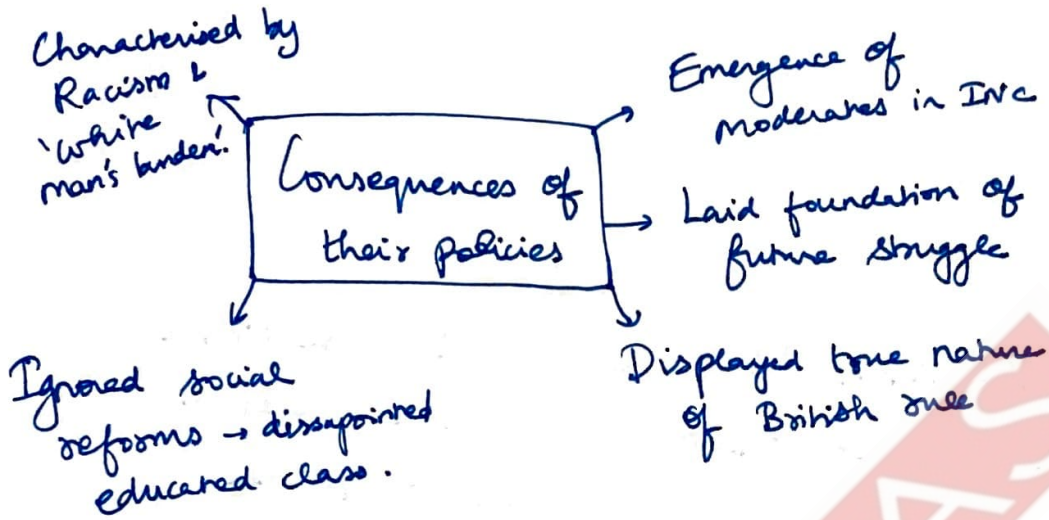 Characterised by
Racism &
'White
man's burden'.
Consequences of
their policies
Emergence of
moderates in INC
Laid foundation of
future struggle
Ignored social
reforms → dissapointed
educated class.
Displayed true nature
of British rule
AS